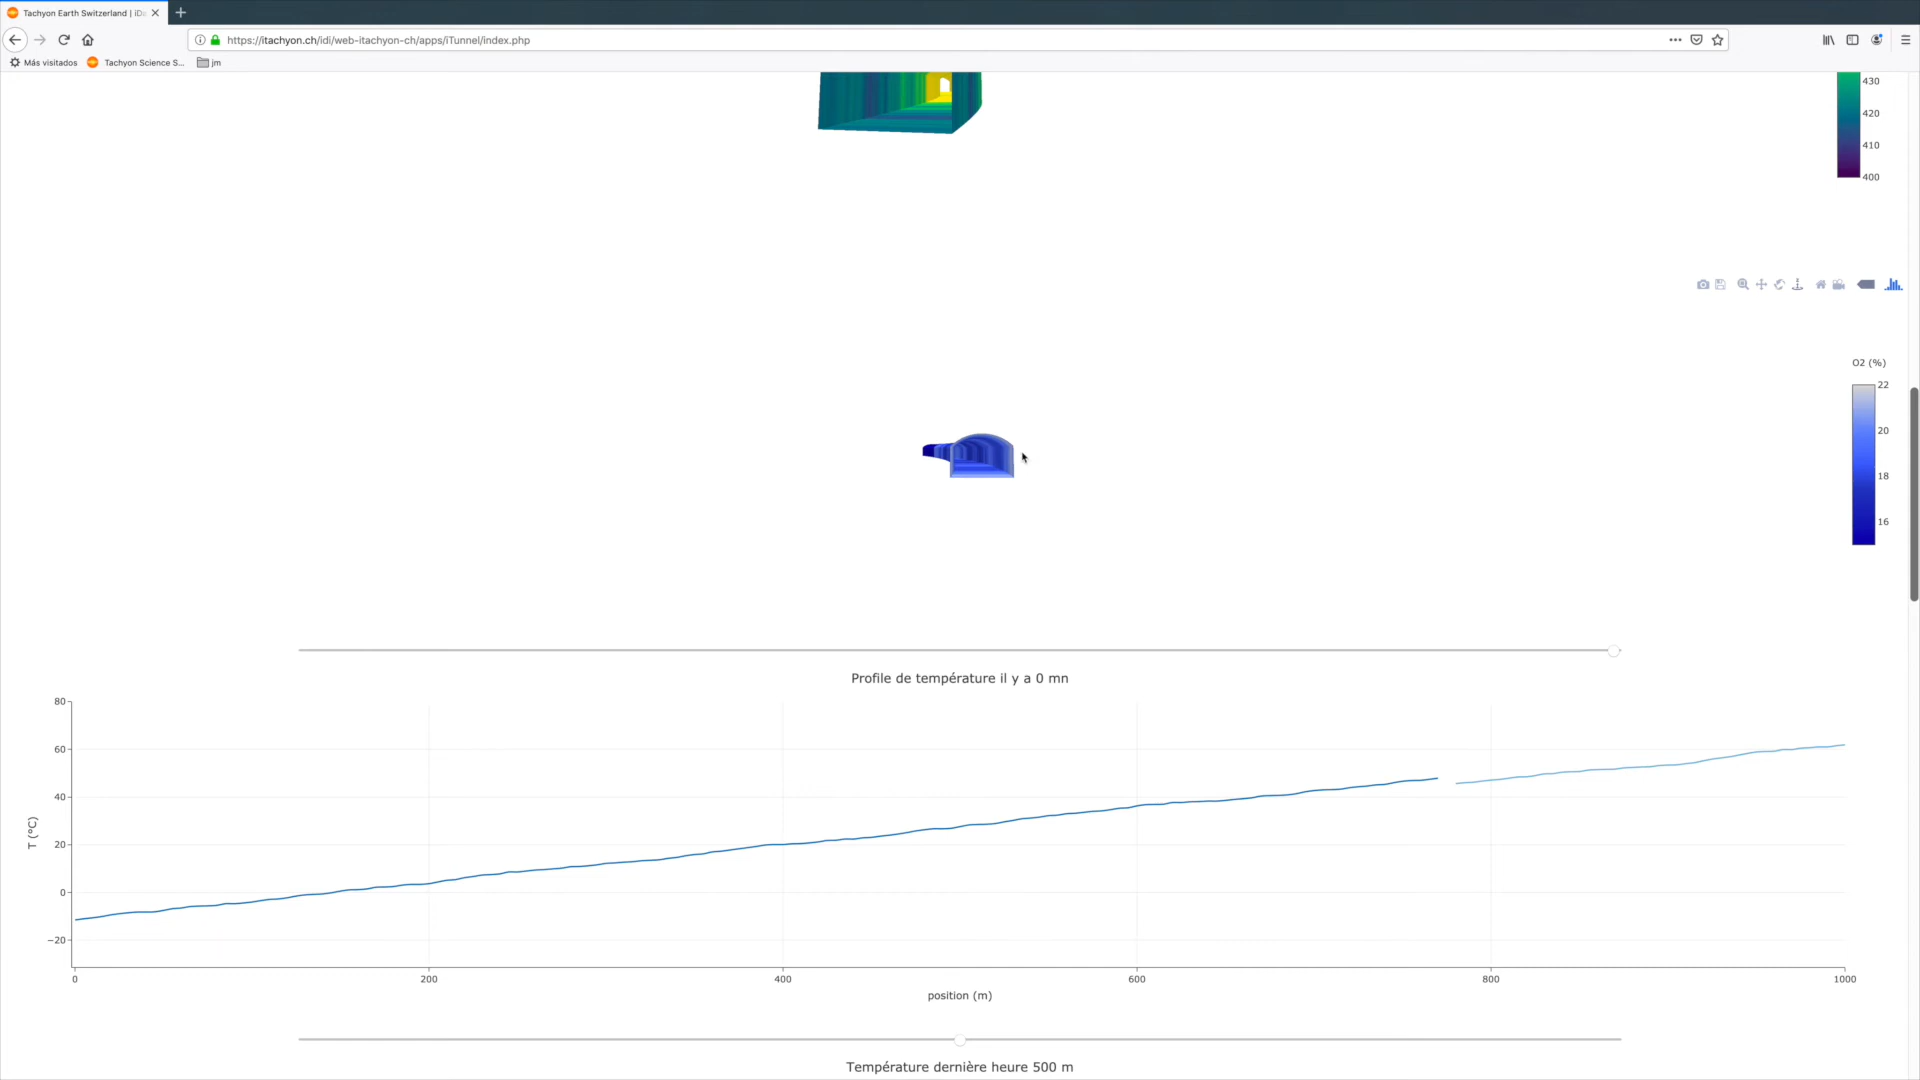 Tachyon Earth Switzerland | iDa
https://itachyon.ch/idi/web-itachyon-ch/apps/iTunnel/index.php
Más visitados
Tachyon Science S...
jm
430
420
410
400
O2 (%)
22
20
18
16
Profile de température il y a 0 mn
80
60
40
20
0
−20
T (°C)
0
200
400
600
800
1000
position (m)
Température dernière heure 500 m